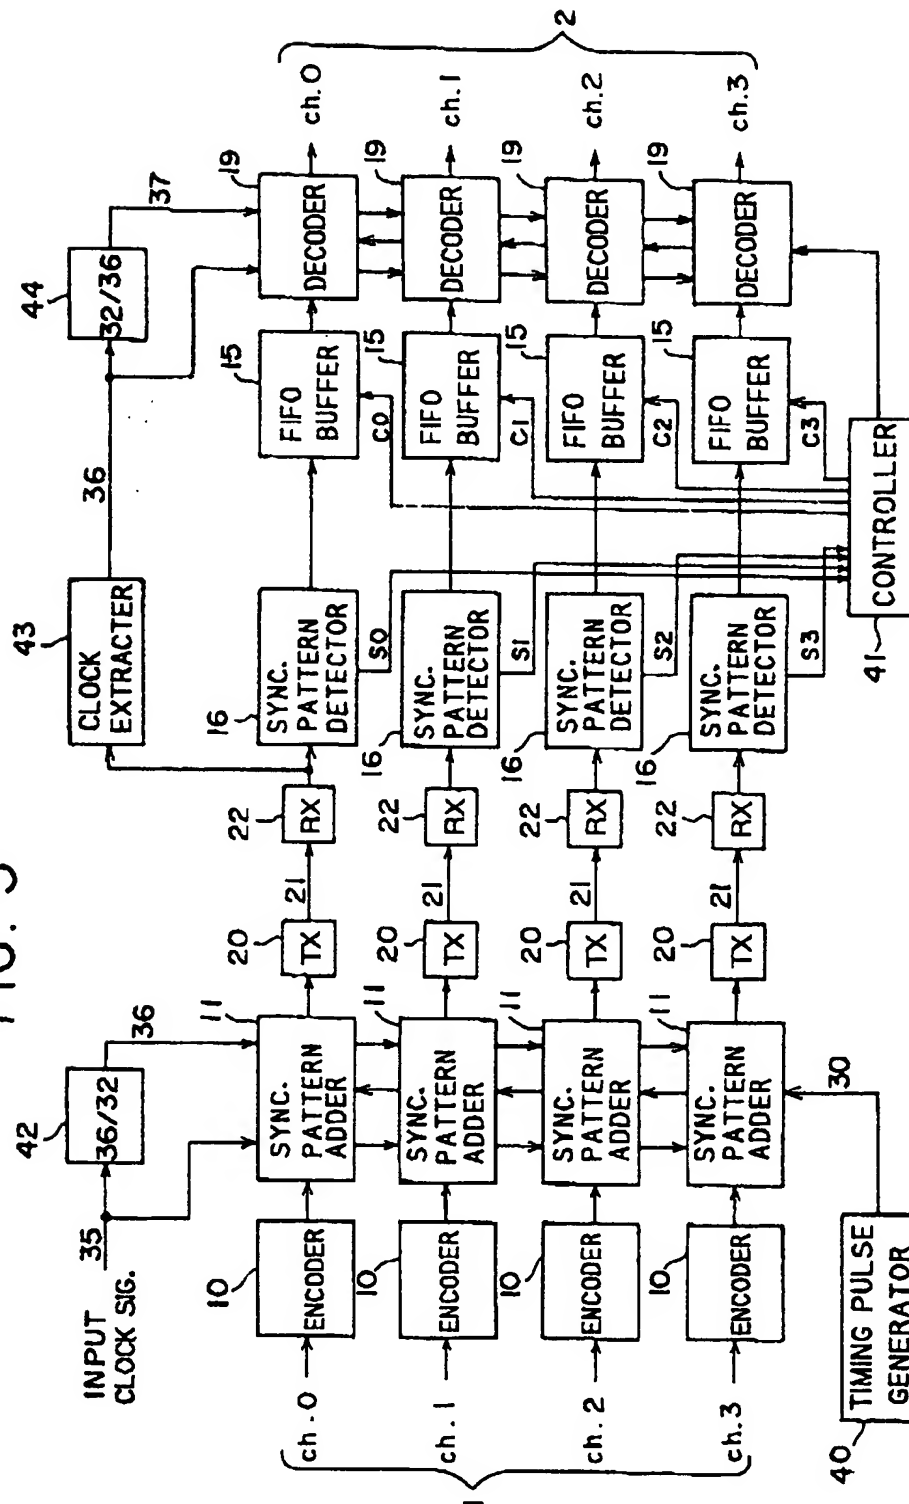 INPUT
CLOCK SIG.
35
42
36/32
36
43
CLOCK
EXTRACTER
36
44
32/36
37
ch.0
10
ENCODER
11
SYNC.
PATTERN
ADDER
20
TX
21
22
RX
16
SYNC.
PATTERN
DETECTOR
S0
15
FIFO
BUFFER
C0
19
DECODER
ch.0
ch.1
10
ENCODER
11
SYNC.
PATTERN
ADDER
20
TX
21
22
RX
16
SYNC.
PATTERN
DETECTOR
S1
15
FIFO
BUFFER
C1
19
DECODER
ch.1
ch.2
10
ENCODER
11
SYNC.
PATTERN
ADDER
20
TX
21
22
RX
16
SYNC.
PATTERN
DETECTOR
S2
15
FIFO
BUFFER
C2
19
DECODER
ch.2
ch.3
10
ENCODER
11
SYNC.
PATTERN
ADDER
20
TX
21
22
RX
16
SYNC.
PATTERN
DETECTOR
S3
15
FIFO
BUFFER
C3
19
DECODER
ch.3
2
40
TIMING PULSE
GENERATOR
30
41
CONTROLLER